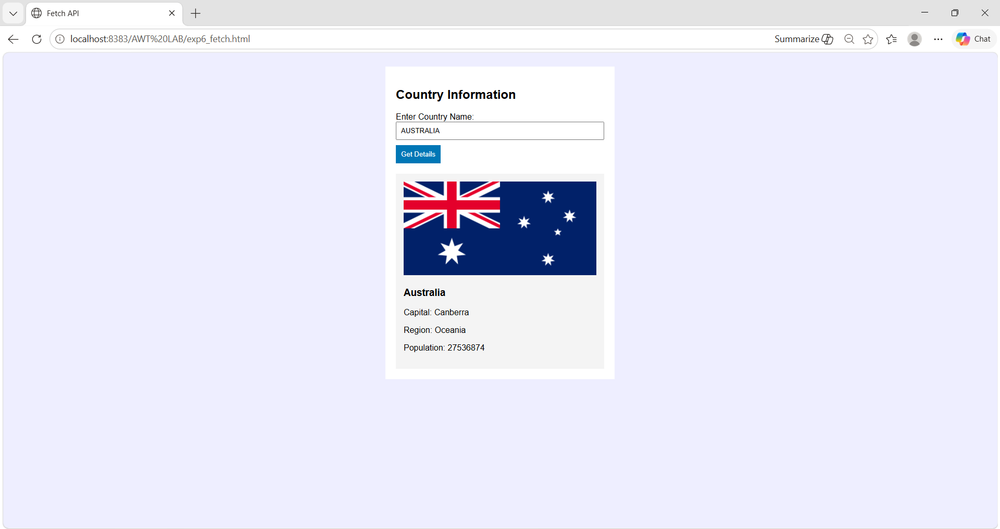 Fetch API
localhost:8383/AWT%20LAB/exp6_fetch.html
Summarize
Chat
Country Information
Enter Country Name:
AUSTRALIA
Get Details
Australia
Capital: Canberra
Region: Oceania
Population: 27536874